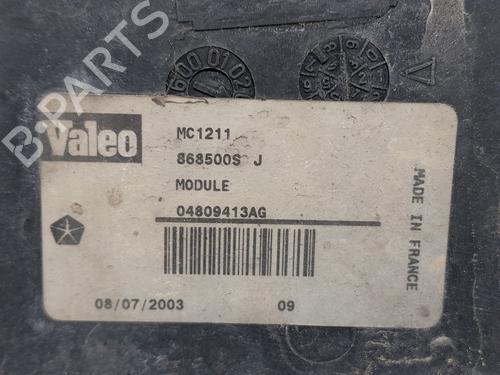 B-PARTS
Valeo
MC1211
868500S J
MODULE
04809413AG
MADE IN FRANCE
08/07/2003 09